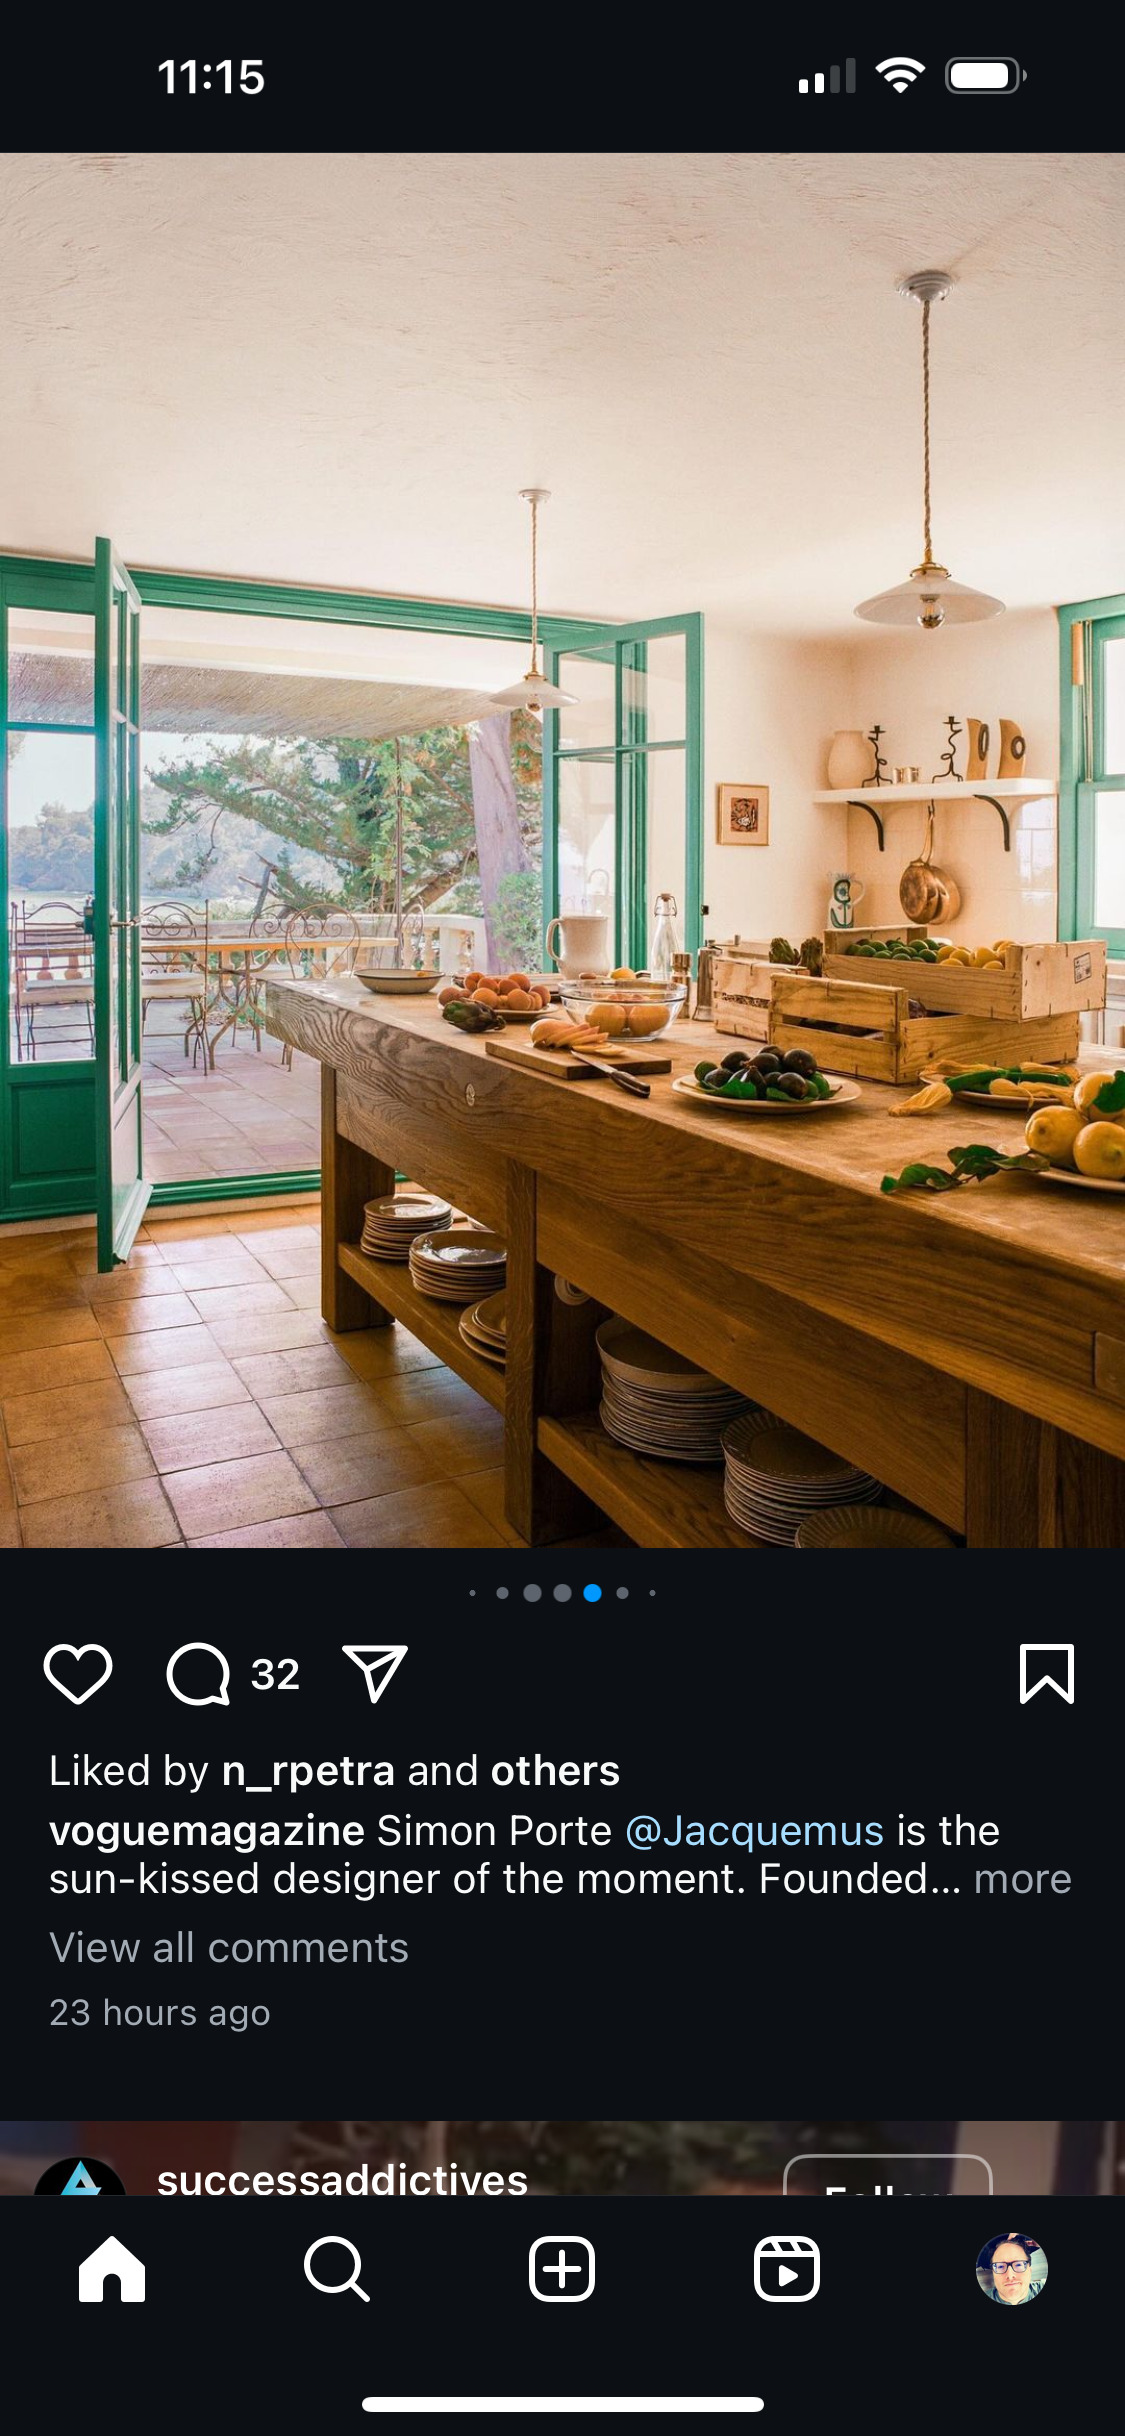 11:15
32
Liked by n_rpetra and others
voguemagazine Simon Porte @Jacquemus is the
sun-kissed designer of the moment. Founded... more
View all comments
23 hours ago
successaddictives
Follow